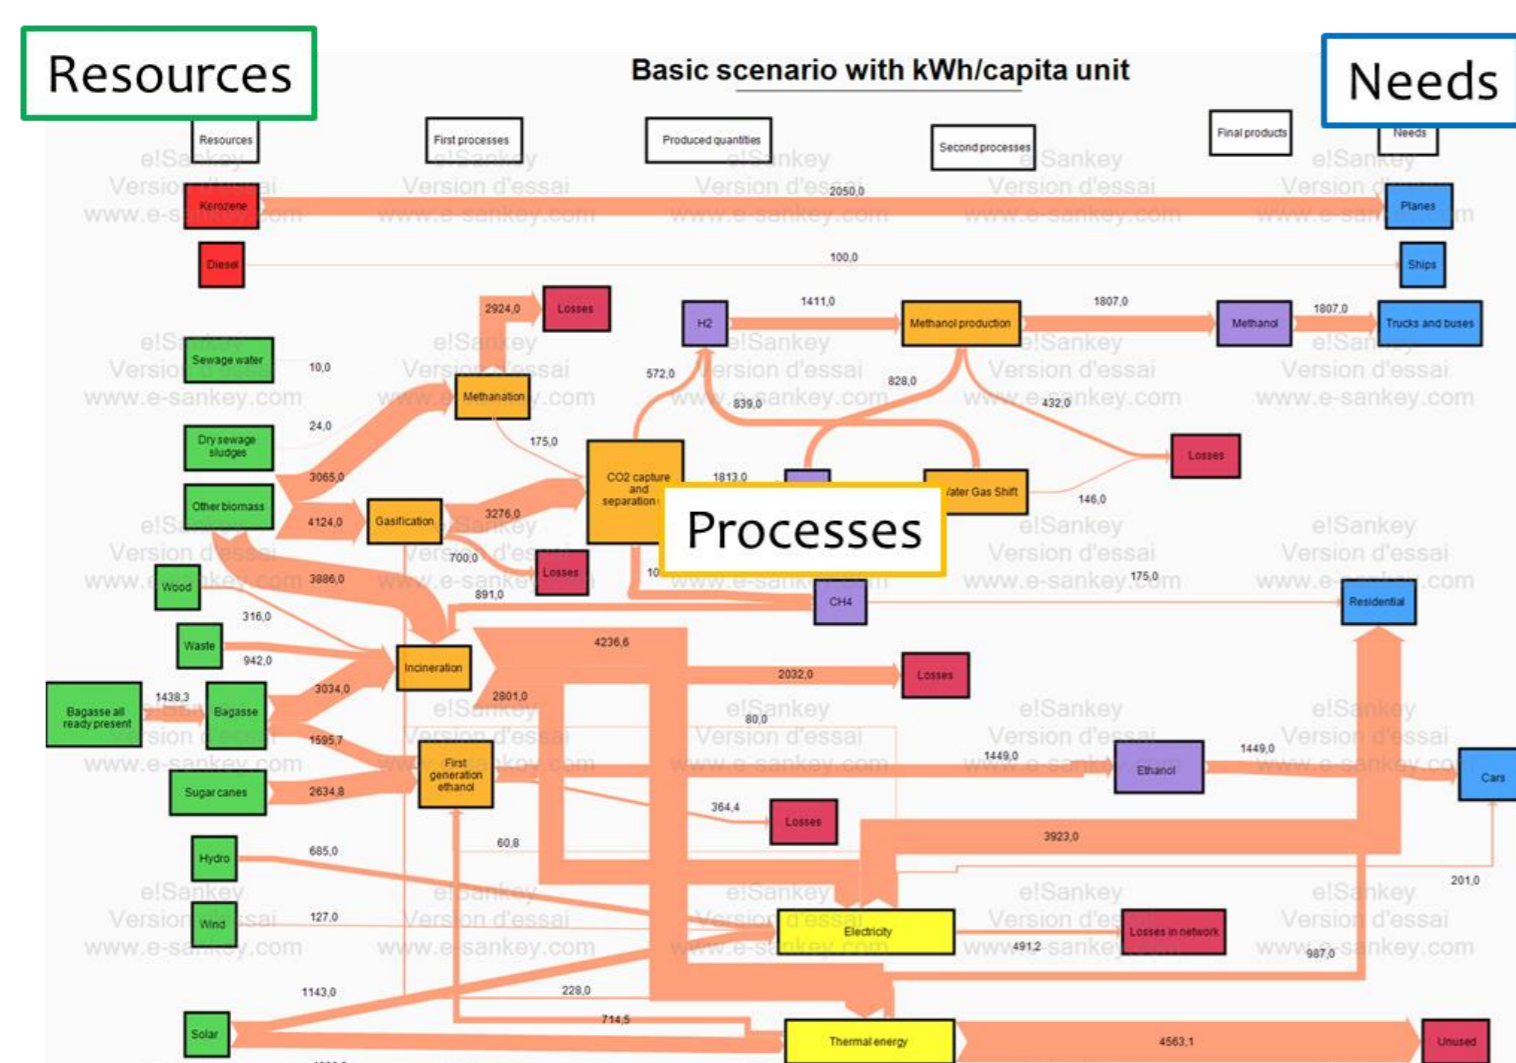 Resources
Basic scenario with kWh/capita unit
Needs
Resources
First processes
Produced quantities
Second processes
Final products
Needs
Kerozene
2050,0
Planes
Diesel
100,0
Ships
2924,0
Losses
H2
1411,0
Methanol production
1807,0
Methanol
1807,0
Trucks and buses
Sewage water
10,0
Methanation
572,0
839,0
828,0
432,0
Dry sewage
sludges
24,0
175,0
Losses
3065,0
Other biomass
4124,0
Gasification
3276,0
CO2 capture
and
separation
1813,0
Water Gas Shift
146,0
Processes
700,0
Losses
3886,0
Wood
316,0
891,0
CH4
175,0
Residential
Waste
942,0
Incineration
4236,6
2032,0
Losses
3034,0
2801,0
Bagasse all
ready present
1438,3
Bagasse
1595,7
80,0
First
generation
ethanol
1449,0
Ethanol
1449,0
Cars
Sugar canes
2634,8
364,4
Losses
Hydro
685,0
60,8
3923,0
201,0
Wind
127,0
Electricity
491,2
Losses in network
987,0
1143,0
228,0
714,5
Solar
Thermal energy
4563,1
Unused
e!Sankey
Version d'essai
www.e-sankey.com